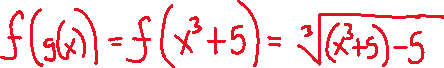 f(g(x)) = f(x³+5) = ∛((x³+5)-5)